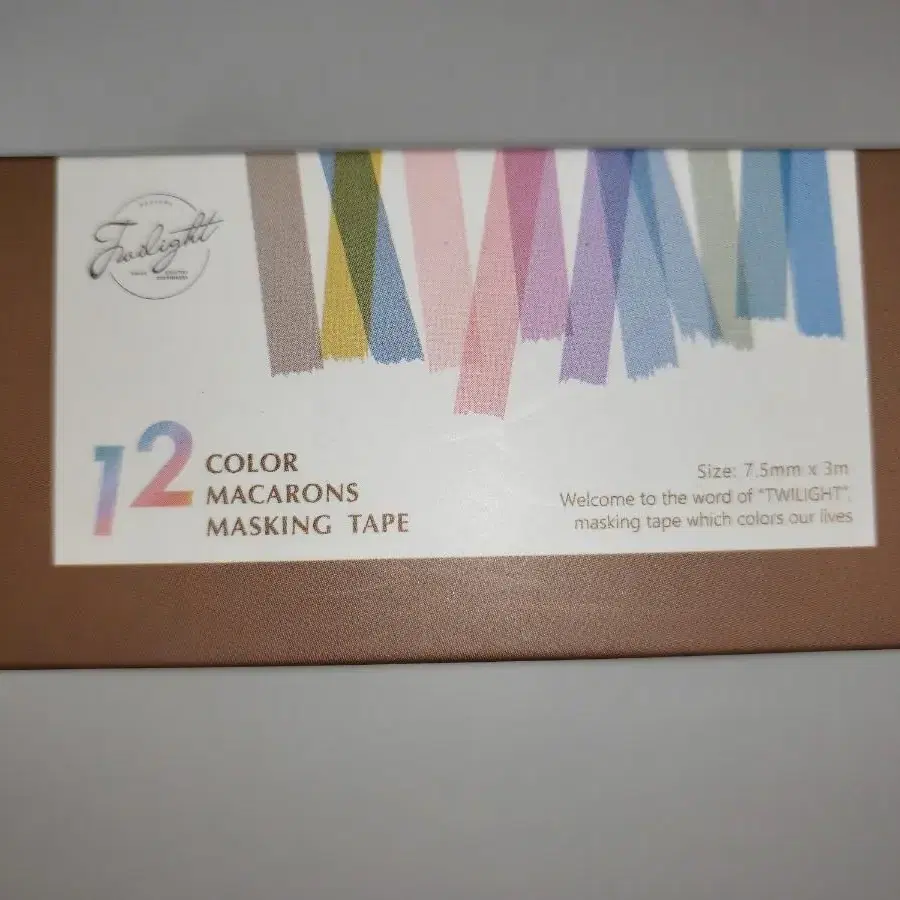 Twilight
12 COLOR
MACARONS
MASKING TAPE
Size: 7.5mm x 3m
Welcome to the word of "TWILIGHT",
masking tape which colors our lives